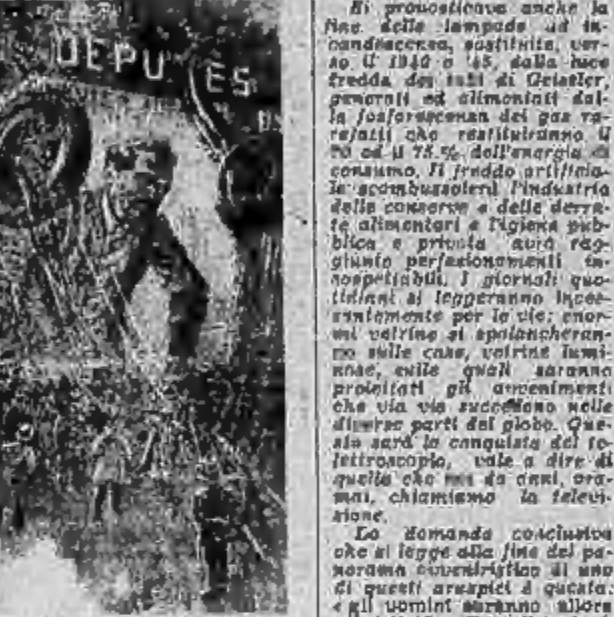 DEPU ES
Si pronosticava anche la
fine delle lampade ad in-
candescenza, sostituite, ver-
so il 1940 o '45, dalla luce
fredda dei tubi di Geissler,
generati ed alimentati dal-
la fosforescenza dei gas ra-
refatti che restituiranno il
70 od il 75 % dell'energia di
consumo. Il freddo artificia-
le scombussolerà l'industria
delle conserve e delle derra-
te alimentari e l'igiene pub-
blica e privata avrà rag-
giunto perfezionamenti in-
sospettabili. I giornali quo-
tidiani si leggeranno inces-
santemente per le vie; enor-
mi vetrine si spalancheran-
no sulle case, vetrine lumi-
nose, sulle quali saranno
proiettati gli avvenimenti
che via via succedono nelle
diverse parti del globo. Que-
sta sarà la conquista del te-
lettroscopio, vale a dire di
quella che noi da anni, ora-
mai, chiamiamo la televi-
sione.
La domanda conclusiva
che si legge alla fine del pa-
norama avveniristico di uno
di questi aruspici è questa:
« gli uomini saranno allora